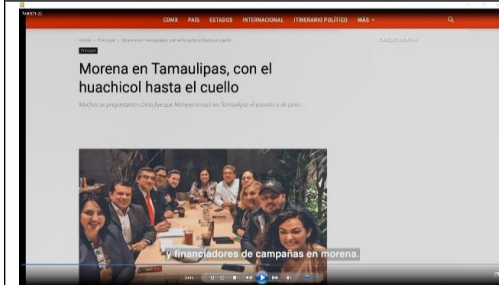 CDMX PAÍS ESTADOS INTERNACIONAL ITINERARIO POLÍTICO MÁS
Morena en Tamaulipas, con el
huachicol hasta el cuello
Muchos se preguntaron cómo fue que Morena arrasó en Tamaulipas el pasado 6 de junio...
y financiadores de campañas en morena.